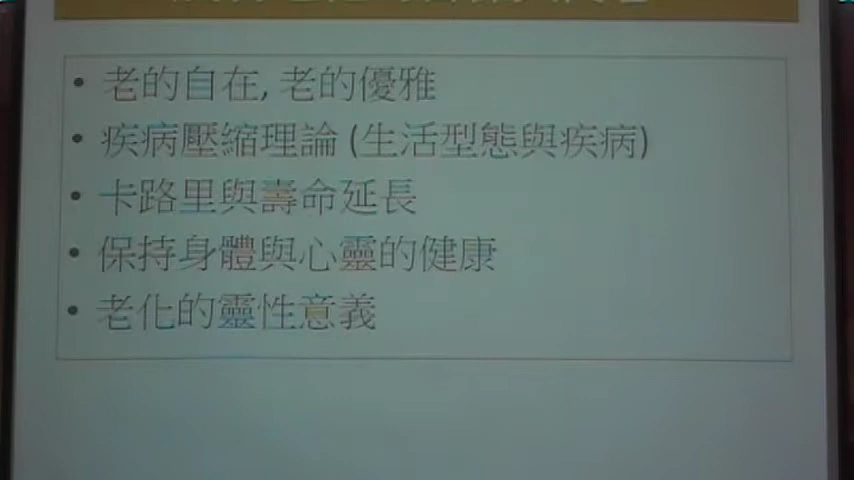 • 老的自在, 老的優雅
• 疾病壓縮理論 (生活型態與疾病)
• 卡路里與壽命延長
• 保持身體與心靈的健康
• 老化的靈性意義